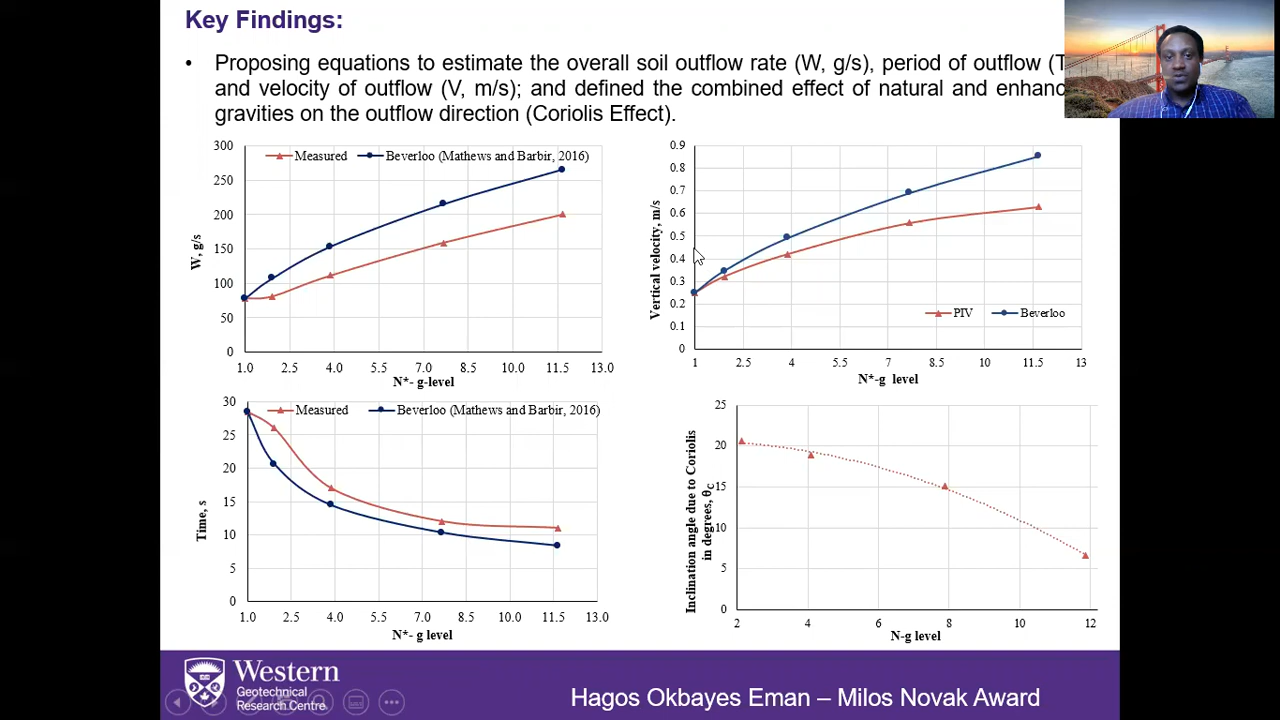 Key Findings:
• Proposing equations to estimate the overall soil outflow rate (W, g/s), period of outflow (T
and velocity of outflow (V, m/s); and defined the combined effect of natural and enhanc
gravities on the outflow direction (Coriolis Effect).
Measured
Beverloo (Mathews and Barbir, 2016)
300
250
200
150
100
50
0
W, g/s
1.0 2.5 4.0 5.5 7.0 8.5 10.0 11.5 13.0
N*- g-level
0.9
0.8
0.7
0.6
0.5
0.4
0.3
0.2
0.1
0
Vertical velocity, m/s
PIV
Beverloo
1 2.5 4 5.5 7 8.5 10 11.5 13
N*-g level
Measured
Beverloo (Mathews and Barbir, 2016)
30
25
20
15
10
5
0
Time, s
1.0 2.5 4.0 5.5 7.0 8.5 10.0 11.5 13.0
N*- g level
25
20
15
10
5
0
Inclination angle due to Coriolis
in degrees, θC
2 4 6 8 10 12
N-g level
Western
Geotechnical
Research Centre
Hagos Okbayes Eman – Milos Novak Award